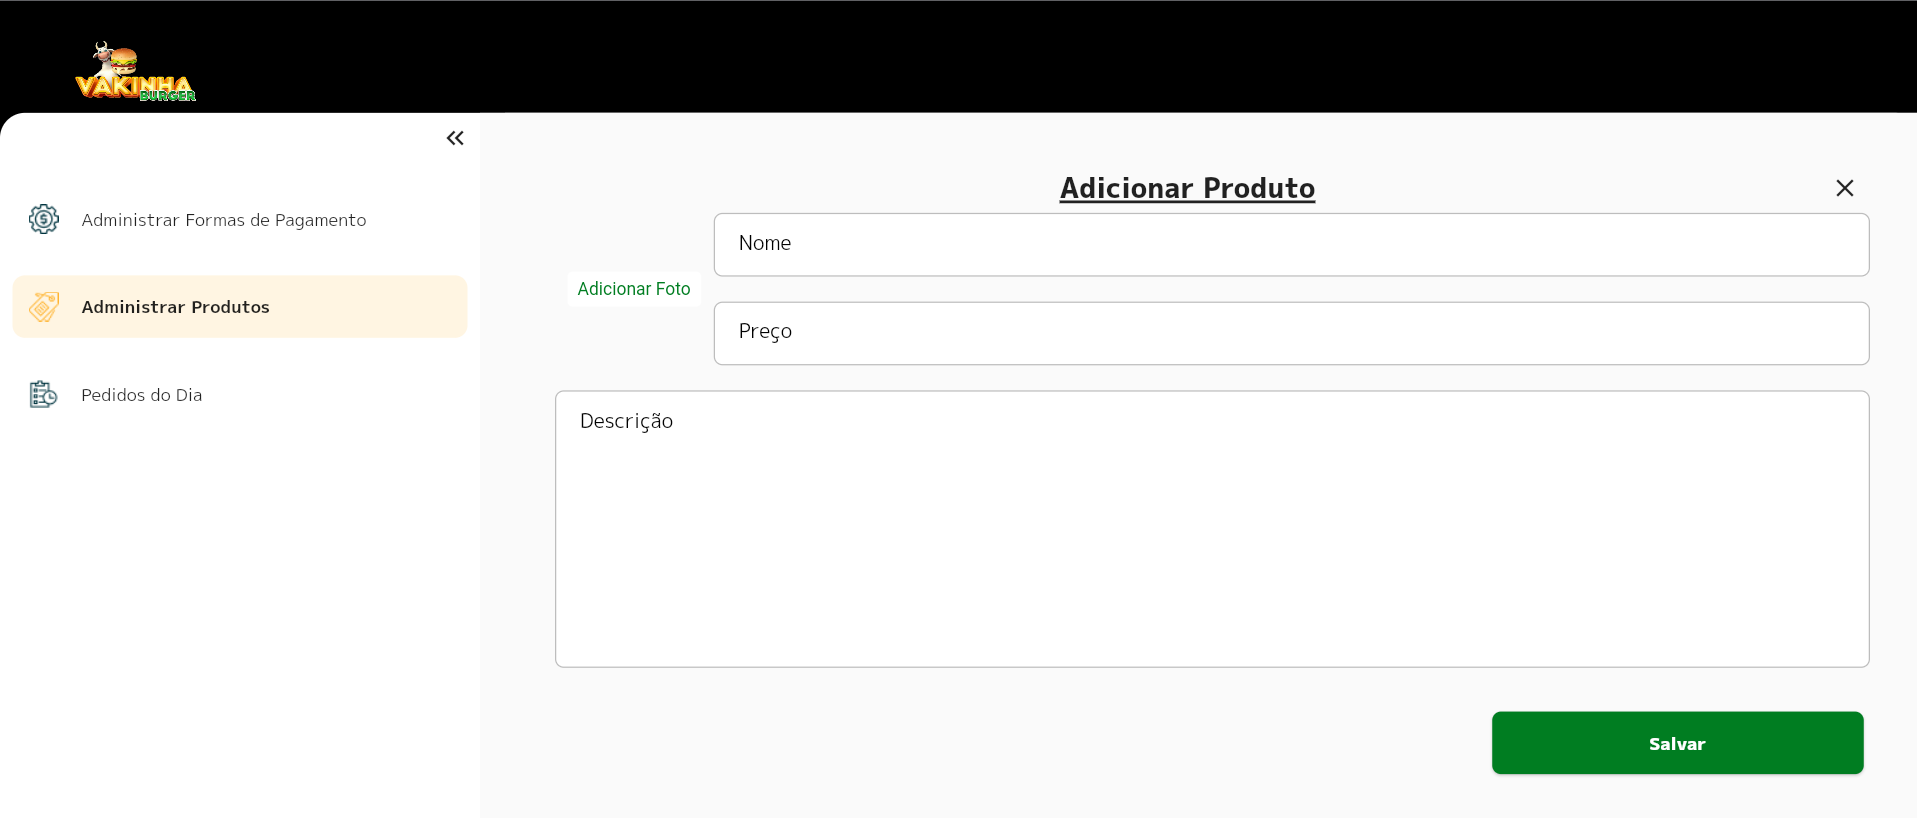 VAKINHA
BURGER
Administrar Formas de Pagamento
Administrar Produtos
Pedidos do Dia
Adicionar Produto
Adicionar Foto
Nome
Preço
Descrição
Salvar